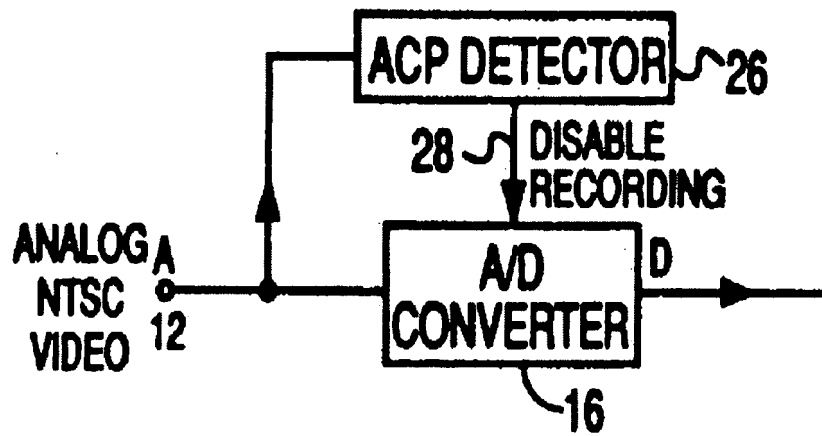 ACP DETECTOR
26
28
DISABLE
RECORDING
ANALOG
NTSC
VIDEO
A
12
A/D
CONVERTER
D
16